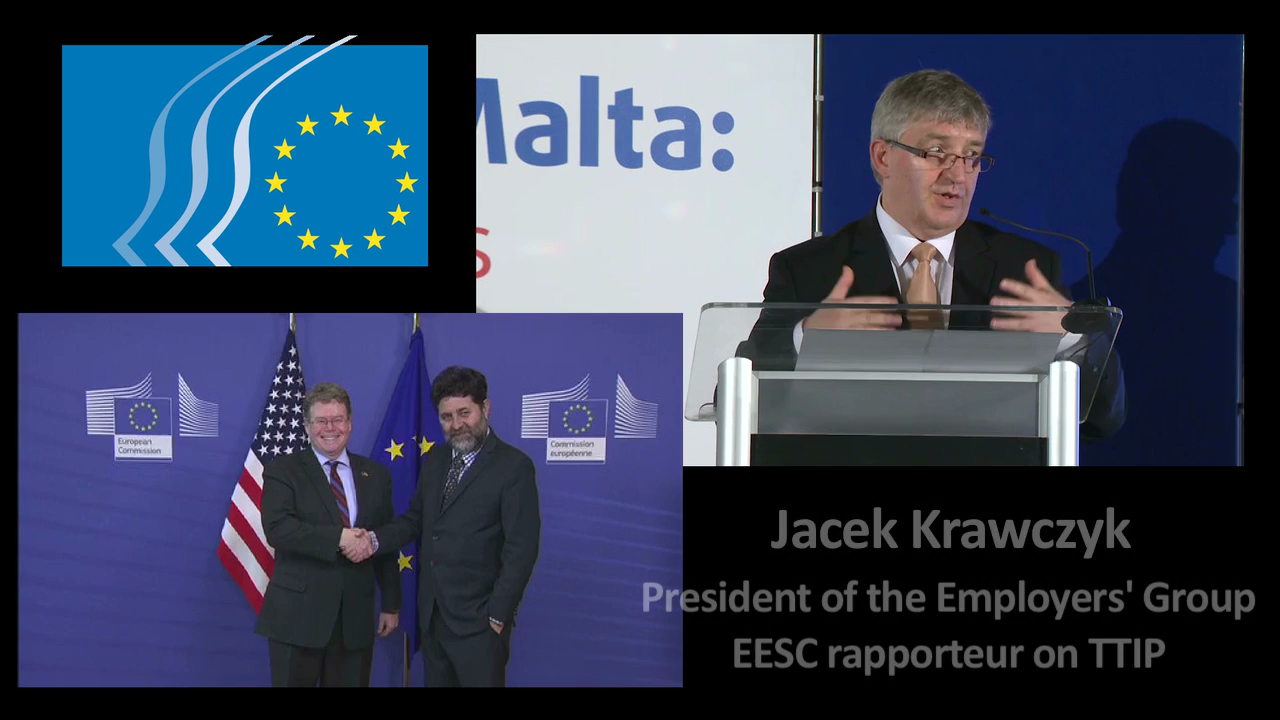 Malta:
s
European
Commission
Commission
européenne
Jacek Krawczyk
President of the Employers' Group
EESC rapporteur on TTIP